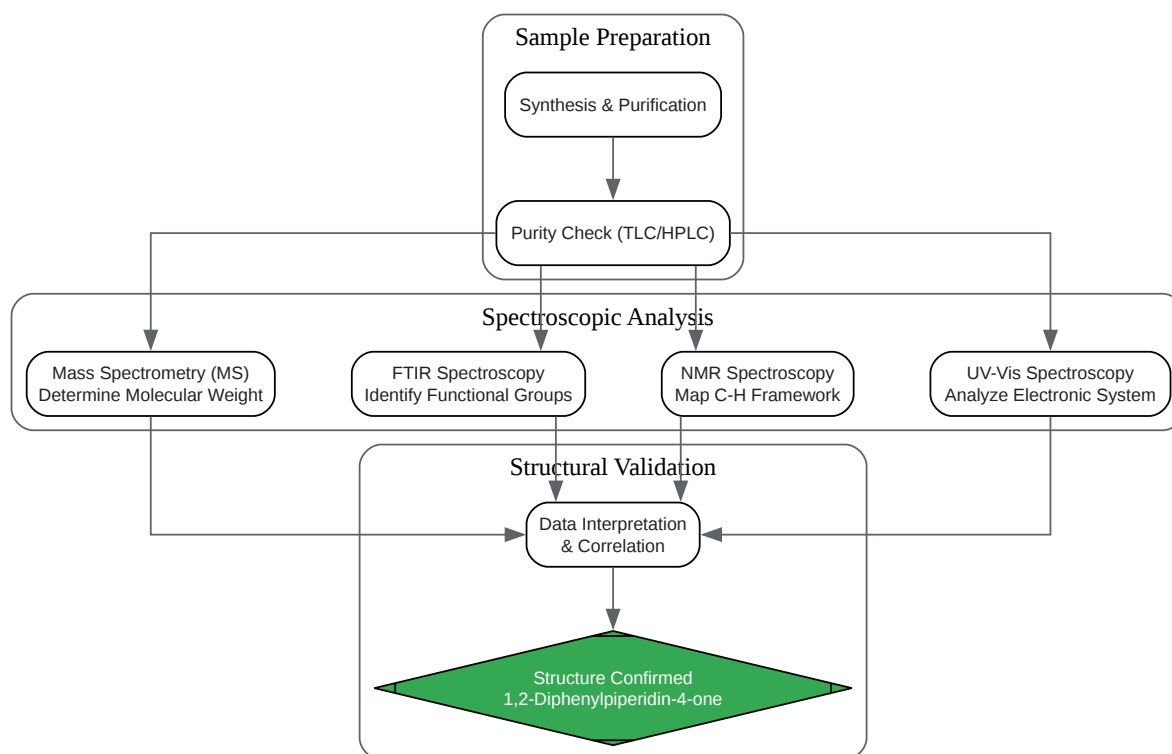 Sample Preparation
Synthesis & Purification
Purity Check (TLC/HPLC)
Spectroscopic Analysis
Mass Spectrometry (MS)
Determine Molecular Weight
FTIR Spectroscopy
Identify Functional Groups
NMR Spectroscopy
Map C-H Framework
UV-Vis Spectroscopy
Analyze Electronic System
Structural Validation
Data Interpretation
& Correlation
Structure Confirmed
1,2-Diphenylpiperidin-4-one